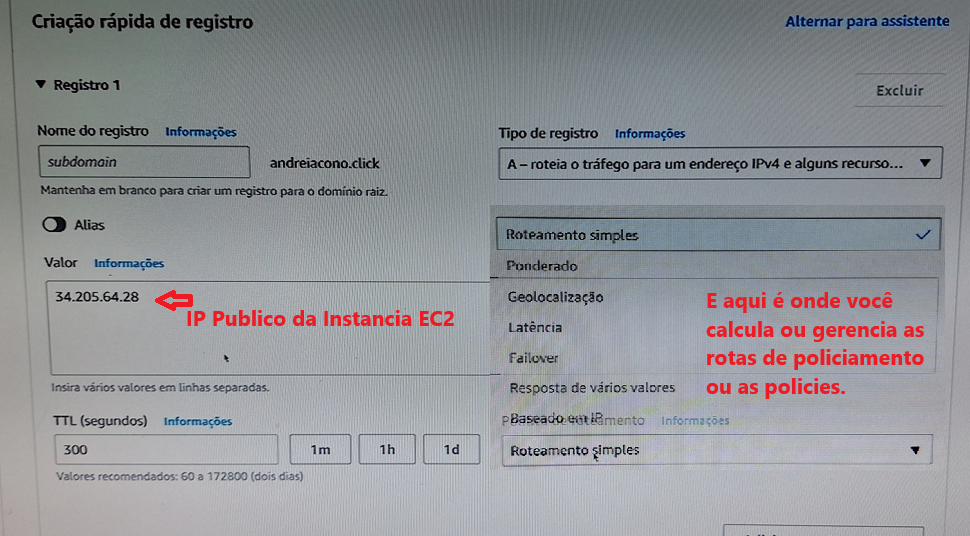 Criação rápida de registro
Alternar para assistente
▼ Registro 1
Excluir
Nome do registro Informações
subdomain
andreiacono.click
Mantenha em branco para criar um registro para o domínio raiz.
Tipo de registro Informações
A – roteia o tráfego para um endereço IPv4 e alguns recurso...
Alias
Valor Informações
34.205.64.28
IP Publico da Instancia EC2
Insira vários valores em linhas separadas.
Roteamento simples
Ponderado
Geolocalização
Latência
Failover
Resposta de vários valores
Baseado em IP
E aqui é onde você
calcula ou gerencia as
rotas de policiamento
ou as policies.
TTL (segundos) Informações
300
1m
1h
1d
Valores recomendados: 60 a 172800 (dois dias)
roteamento Informações
Roteamento simples